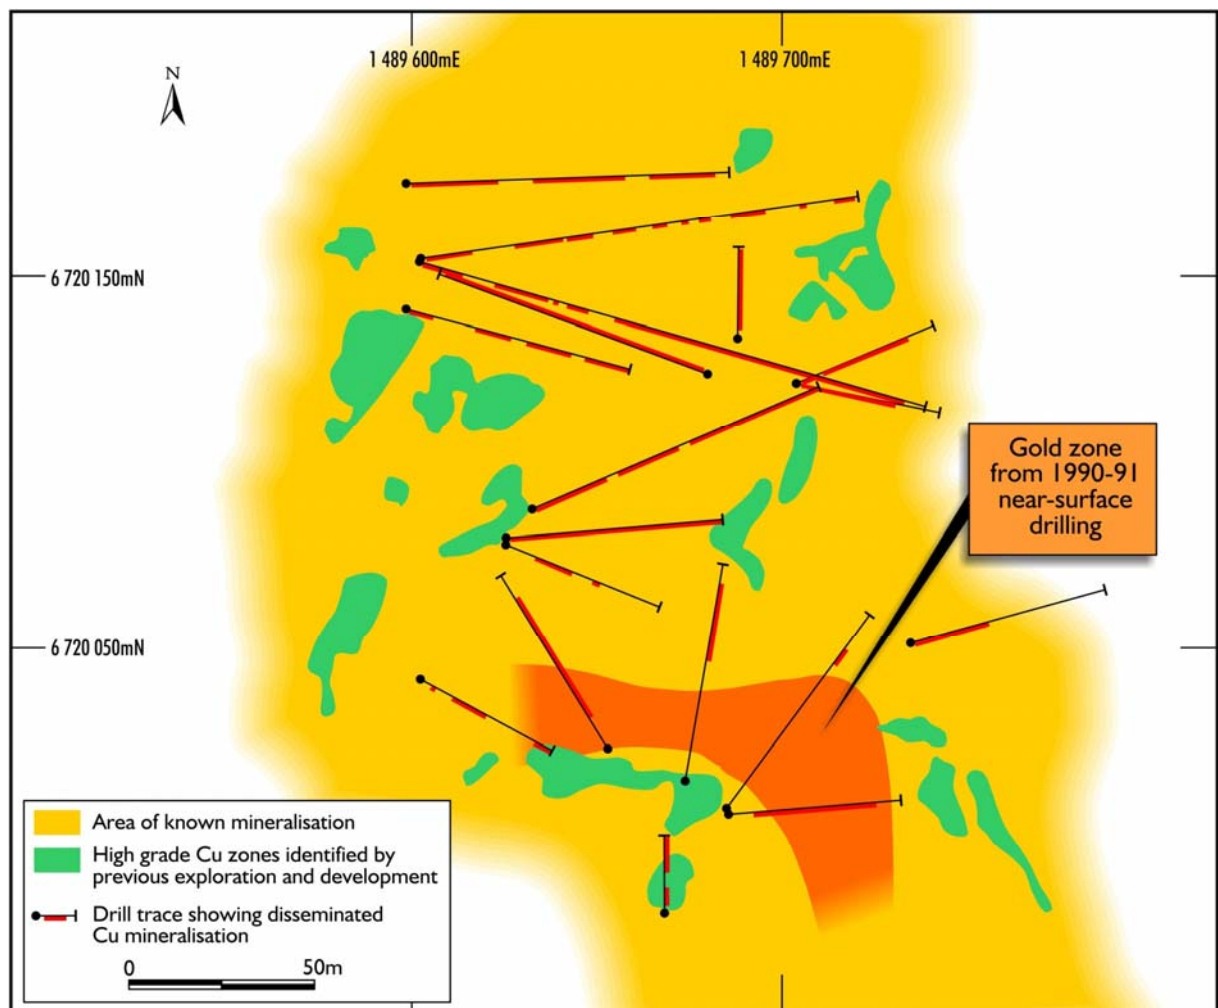 1 489 600mE
1 489 700mE
N
6 720 150mN
Gold zone
from 1990-91
near-surface
drilling
6 720 050mN
Area of known mineralisation
High grade Cu zones identified by
previous exploration and development
Drill trace showing disseminated
Cu mineralisation
0
50m